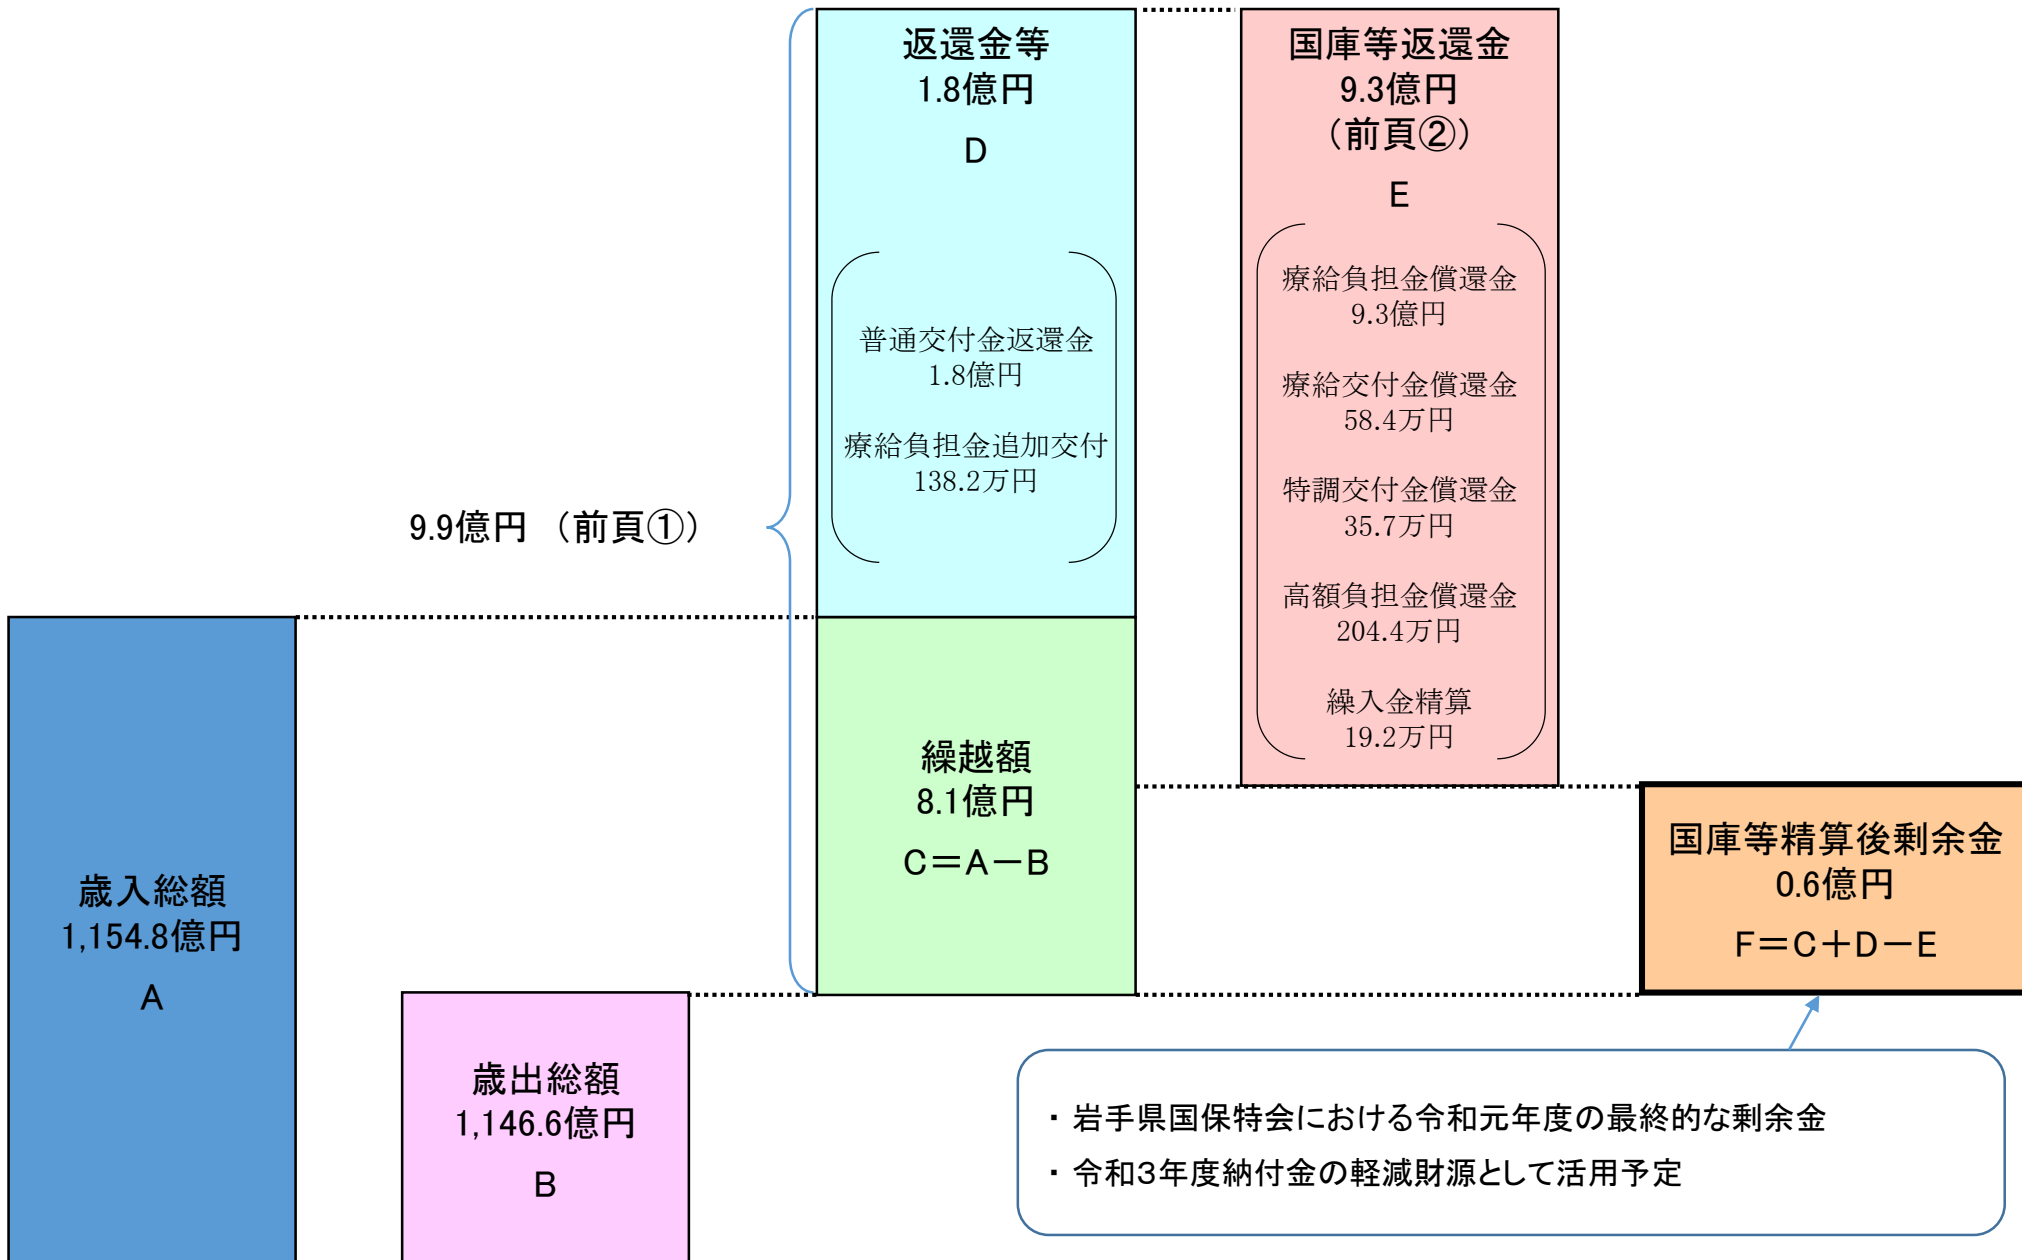 返還金等
1.8億円
D
普通交付金返還金
1.8億円
療給負担金追加交付
138.2万円
国庫等返還金
9.3億円
（前頁②）
E
療給負担金償還金
9.3億円
療給交付金償還金
58.4万円
特調交付金償還金
35.7万円
高額負担金償還金
204.4万円
繰入金精算
19.2万円
9.9億円 （前頁①）
繰越額
8.1億円
C＝A－B
歳入総額
1,154.8億円
A
歳出総額
1,146.6億円
B
国庫等精算後剰余金
0.6億円
F＝C＋D－E
・ 岩手県国保特会における令和元年度の最終的な剰余金
・ 令和３年度納付金の軽減財源として活用予定